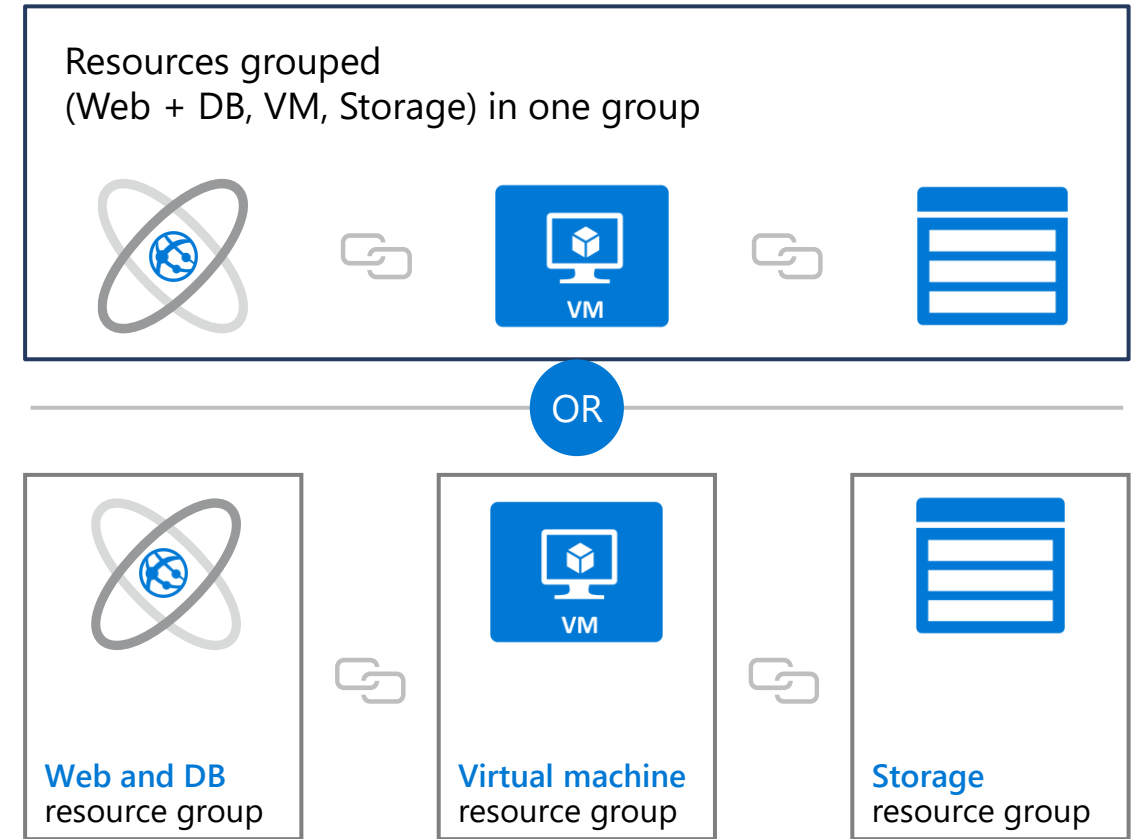 Resources grouped
(Web + DB, VM, Storage) in one group
VM
OR
VM
Web and DB
resource group
Virtual machine
resource group
Storage
resource group